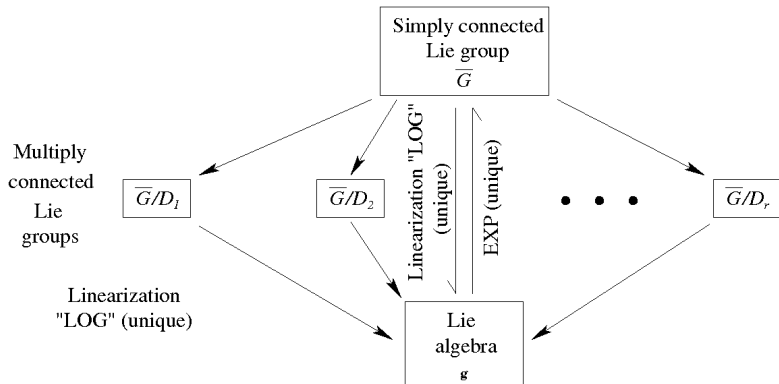 Simply connected
Lie group
G̅
Linearization "LOG"
(unique)
EXP (unique)
Multiply
connected
Lie
groups
G̅/D₁
G̅/D₂
• • •
G̅/Dᵣ
Linearization
"LOG" (unique)
Lie
algebra
g